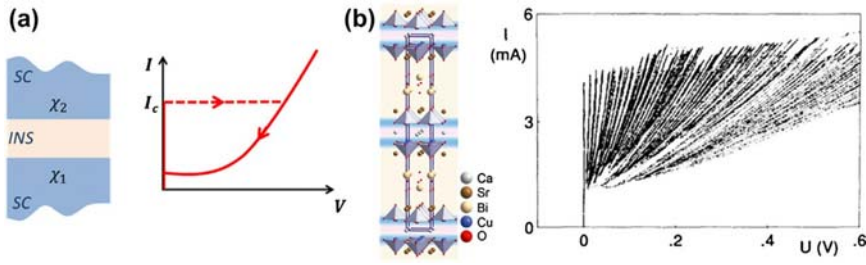 (a)
SC
χ2
INS
χ1
SC
I
Ic
V
(b)
Ca
Sr
Bi
Cu
O
I
(mA)
6
3
0
0
.2
.4
U (V)
.6